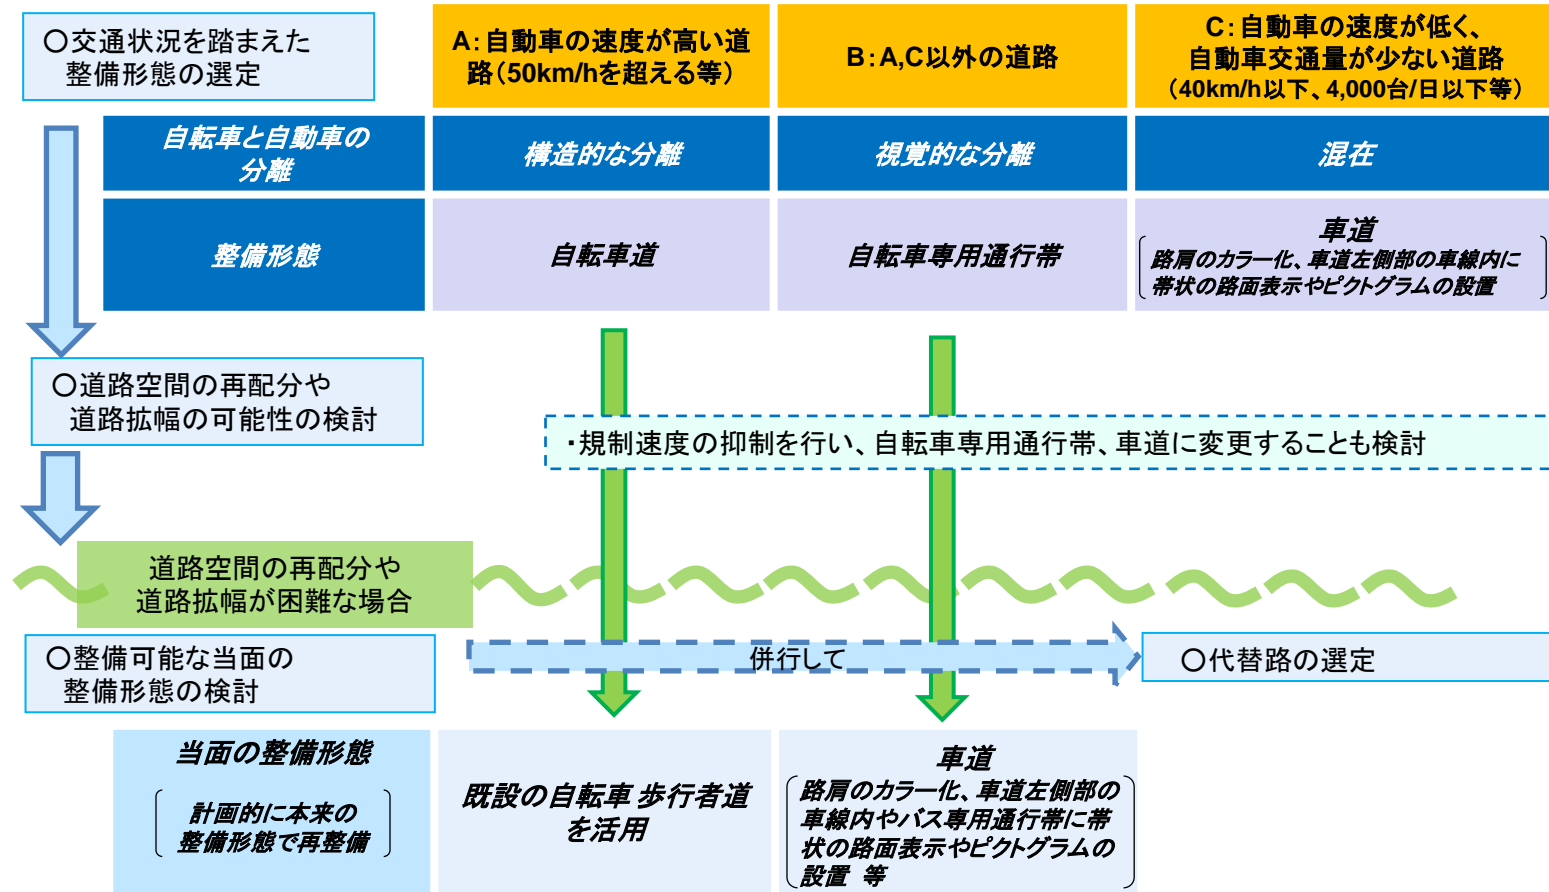 〇交通状況を踏まえた
整備形態の選定
A：自動車の速度が高い道
路（50km/hを超える等）
B：A,C以外の道路
C：自動車の速度が低く、
自動車交通量が少ない道路
（40km/h以下、4,000台/日以下等）
自転車と自動車の
分離
構造的な分離
視覚的な分離
混在
整備形態
自転車道
自転車専用通行帯
車道
路肩のカラー化、車道左側部の車線内に
帯状の路面表示やピクトグラムの設置
〇道路空間の再配分や
道路拡幅の可能性の検討
・規制速度の抑制を行い、自転車専用通行帯、車道に変更することも検討
道路空間の再配分や
道路拡幅が困難な場合
〇整備可能な当面の
整備形態の検討
併行して
〇代替路の選定
当面の整備形態
計画的に本来の
整備形態で再整備
既設の自転車 歩行者道
を活用
車道
路肩のカラー化、車道左側部の
車線内やバス専用通行帯に帯
状の路面表示やピクトグラムの
設置 等